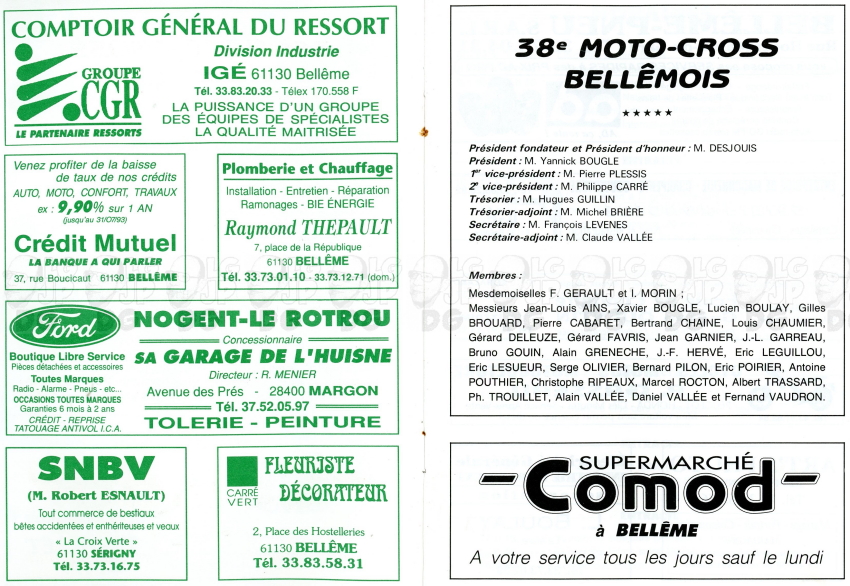 COMPTOIR GÉNÉRAL DU RESSORT
GROUPE
CGR
LE PARTENAIRE RESSORTS
Division Industrie
IGÉ 61130 Bellême
Tél. 33.83.20.33 - Télex 170.558 F
LA PUISSANCE D'UN GROUPE
DES ÉQUIPES DE SPÉCIALISTES
LA QUALITÉ MAITRISÉE
Venez profiter de la baisse
de taux de nos crédits
AUTO, MOTO, CONFORT, TRAVAUX
ex : 9,90% sur 1 AN
(jusqu'au 31/07/93)
Crédit Mutuel
LA BANQUE A QUI PARLER
37, rue Boucicaut 61130 BELLÊME
Plomberie et Chauffage
Installation - Entretien - Réparation
Ramonages - BIE ÉNERGIE
Raymond THEPAULT
7, place de la République
61130 BELLÊME
Tél. 33.73.01.10 - 33.73.12.71 (dom.)
Ford
Boutique Libre Service
Pièces détachées et accessoires
Toutes Marques
Radio - Alarme - Pneus - etc...
OCCASIONS TOUTES MARQUES
Garanties 6 mois à 2 ans
CRÉDIT - REPRISE
TATOUAGE ANTIVOL I.C.A.
NOGENT-LE ROTROU
Concessionnaire
SA GARAGE DE L'HUISNE
Directeur : R. MENIER
Avenue des Prés - 28400 MARGON
Tél. 37.52.05.97
TOLERIE - PEINTURE
SNBV
(M. Robert ESNAULT)
Tout commerce de bestiaux
bêtes accidentées et enthériteuses et veaux
« La Croix Verte »
61130 SÉRIGNY
Tél. 33.73.16.75
CARRÉ
VERT
FLEURISTE
DÉCORATEUR
2, Place des Hostelleries
61130 BELLÊME
Tél. 33.83.58.31
38e MOTO-CROSS
BELLÊMOIS
★★★★★
Président fondateur et Président d'honneur : M. DESJOUIS
Président : M. Yannick BOUGLE
1er vice-président : M. Pierre PLESSIS
2e vice-président : M. Philippe CARRÉ
Trésorier : M. Hugues GUILLIN
Trésorier-adjoint : M. Michel BRIÈRE
Secrétaire : M. François LEVENES
Secrétaire-adjoint : M. Claude VALLÉE
Membres :
Mesdemoiselles F. GERAULT et I. MORIN ;
Messieurs Jean-Louis AINS, Xavier BOUGLE, Lucien BOULAY, Gilles
BROUARD, Pierre CABARET, Bertrand CHAINE, Louis CHAUMIER,
Gérard DELEUZE, Gérard FAVRIS, Jean GARNIER, J.-L. GARREAU,
Bruno GOUIN, Alain GRENECHE, J.-F. HERVÉ, Eric LEGUILLOU,
Eric LESUEUR, Serge OLIVIER, Bernard PILON, Eric POIRIER, Antoine
POUTHIER, Christophe RIPEAUX, Marcel ROCTON, Albert TRASSARD,
Ph. TROUILLET, Alain VALLÉE, Daniel VALLÉE et Fernand VAUDRON.
SUPERMARCHÉ
Comod
à BELLÊME
A votre service tous les jours sauf le lundi